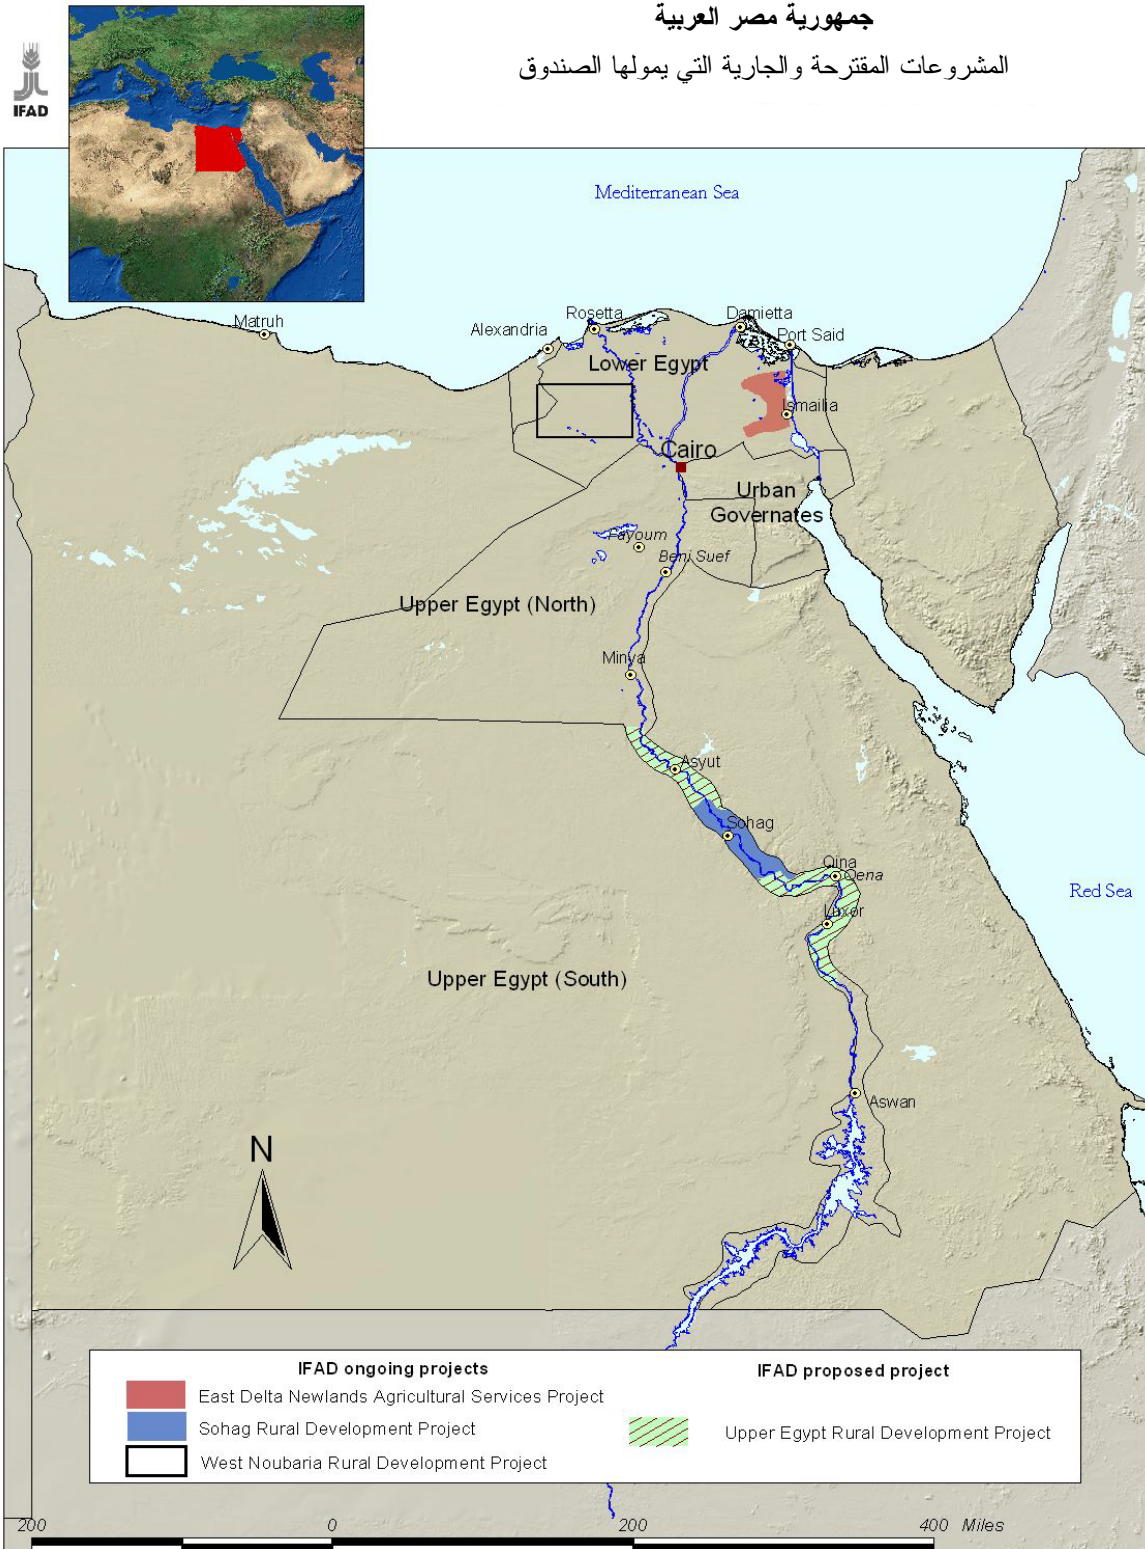 جمهورية مصر العربية
المشروعات المقترحة والجارية التي يمولها الصندوق
IFAD
Mediterranean Sea
Matruh
Alexandria
Rosetta
Damietta
Port Said
Lower Egypt
Ismailia
Cairo
Urban
Governates
Fayoum
Beni Suef
Upper Egypt (North)
Minya
Asyut
Sohag
Qina
Qena
Luxor
Red Sea
Upper Egypt (South)
Aswan
N
IFAD ongoing projects
East Delta Newlands Agricultural Services Project
Sohag Rural Development Project
West Noubaria Rural Development Project
IFAD proposed project
Upper Egypt Rural Development Project
200 0 200 400 Miles